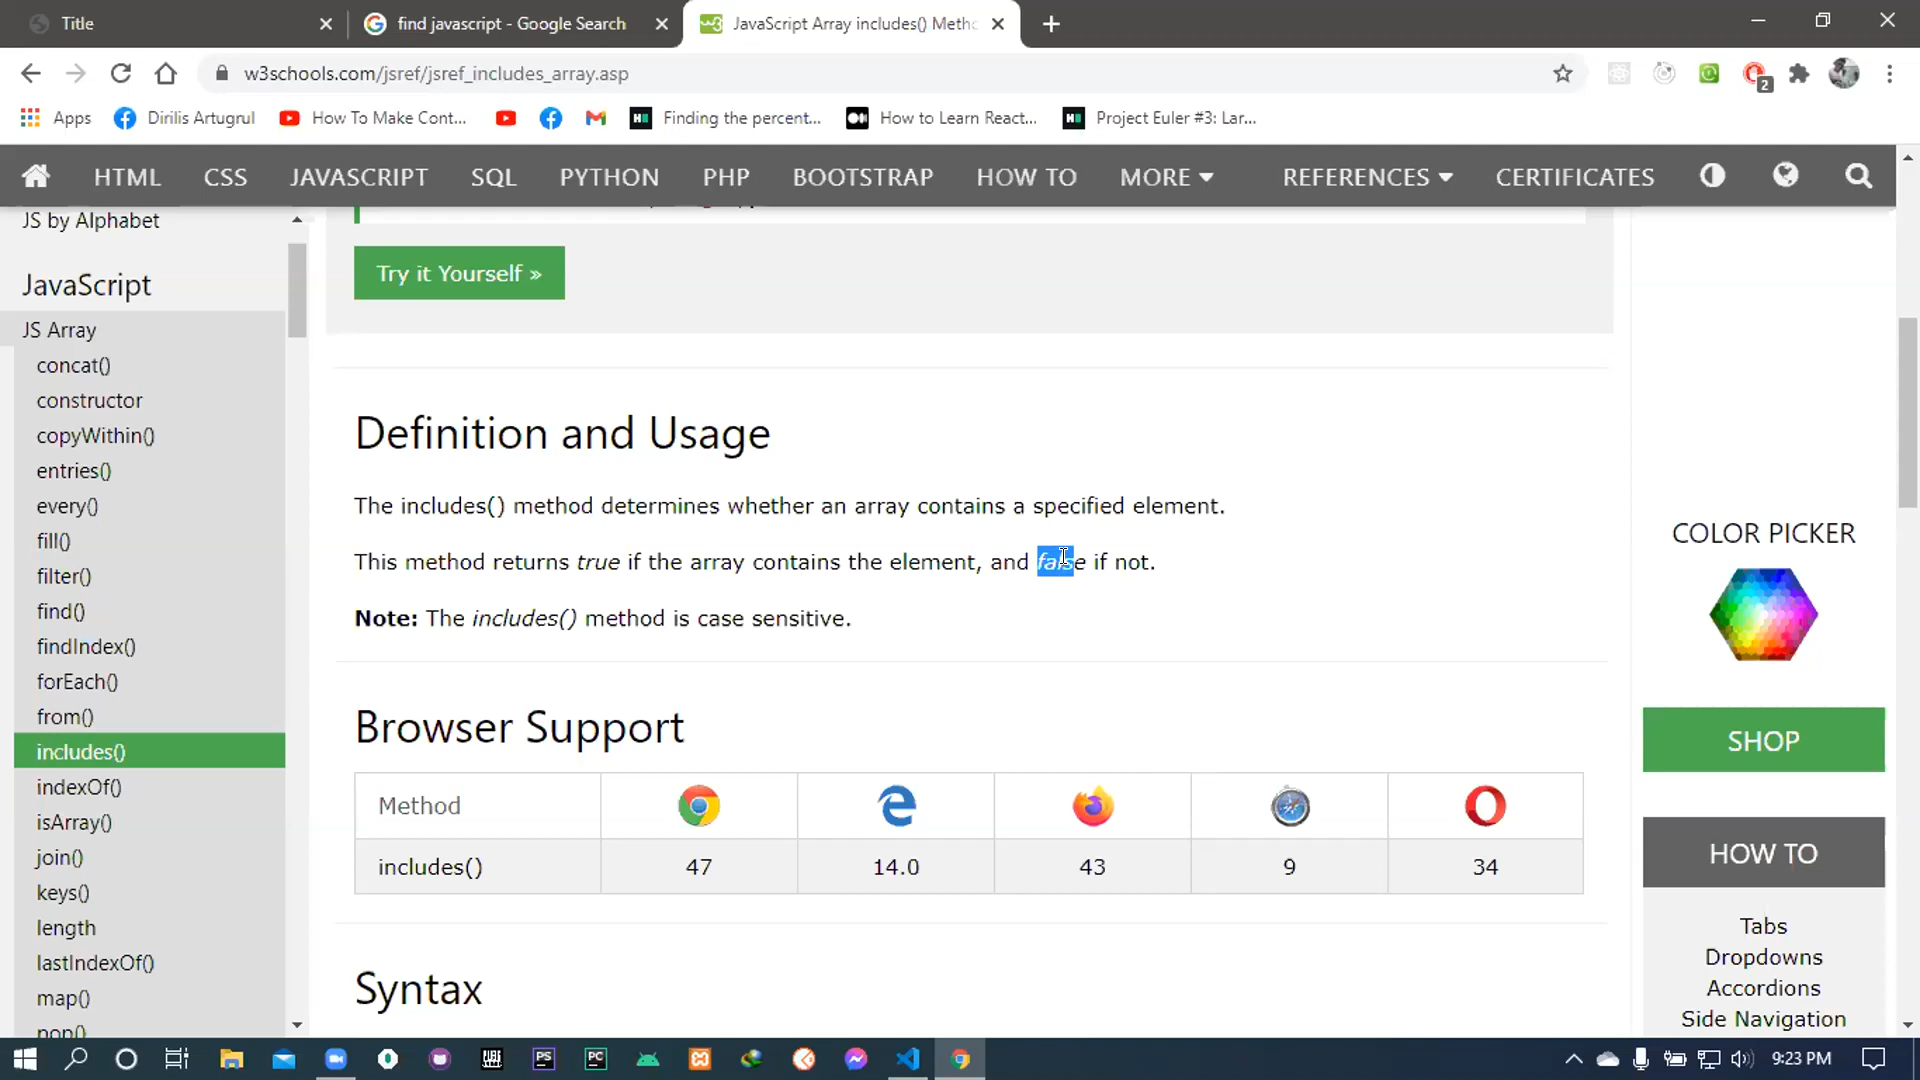 Title
find javascript - Google Search
JavaScript Array includes() Metho
w3schools.com/jsref/jsref_includes_array.asp
2
Apps
Dirilis Artugrul
How To Make Cont...
Finding the percent...
How to Learn React...
Project Euler #3: Lar...
HTML
CSS
JAVASCRIPT
SQL
PYTHON
PHP
BOOTSTRAP
HOW TO
MORE
REFERENCES
CERTIFICATES
JS by Alphabet
JavaScript
JS Array
concat()
constructor
copyWithin()
entries()
every()
fill()
filter()
find()
findIndex()
forEach()
from()
includes()
indexOf()
isArray()
join()
keys()
length
lastIndexOf()
map()
pop()
Try it Yourself »
Definition and Usage
The includes() method determines whether an array contains a specified element.
This method returns true if the array contains the element, and false if not.
Note: The includes() method is case sensitive.
Browser Support
Method
includes() 47 14.0 43 9 34
Syntax
COLOR PICKER
SHOP
HOW TO
Tabs
Dropdowns
Accordions
Side Navigation
9:23 PM